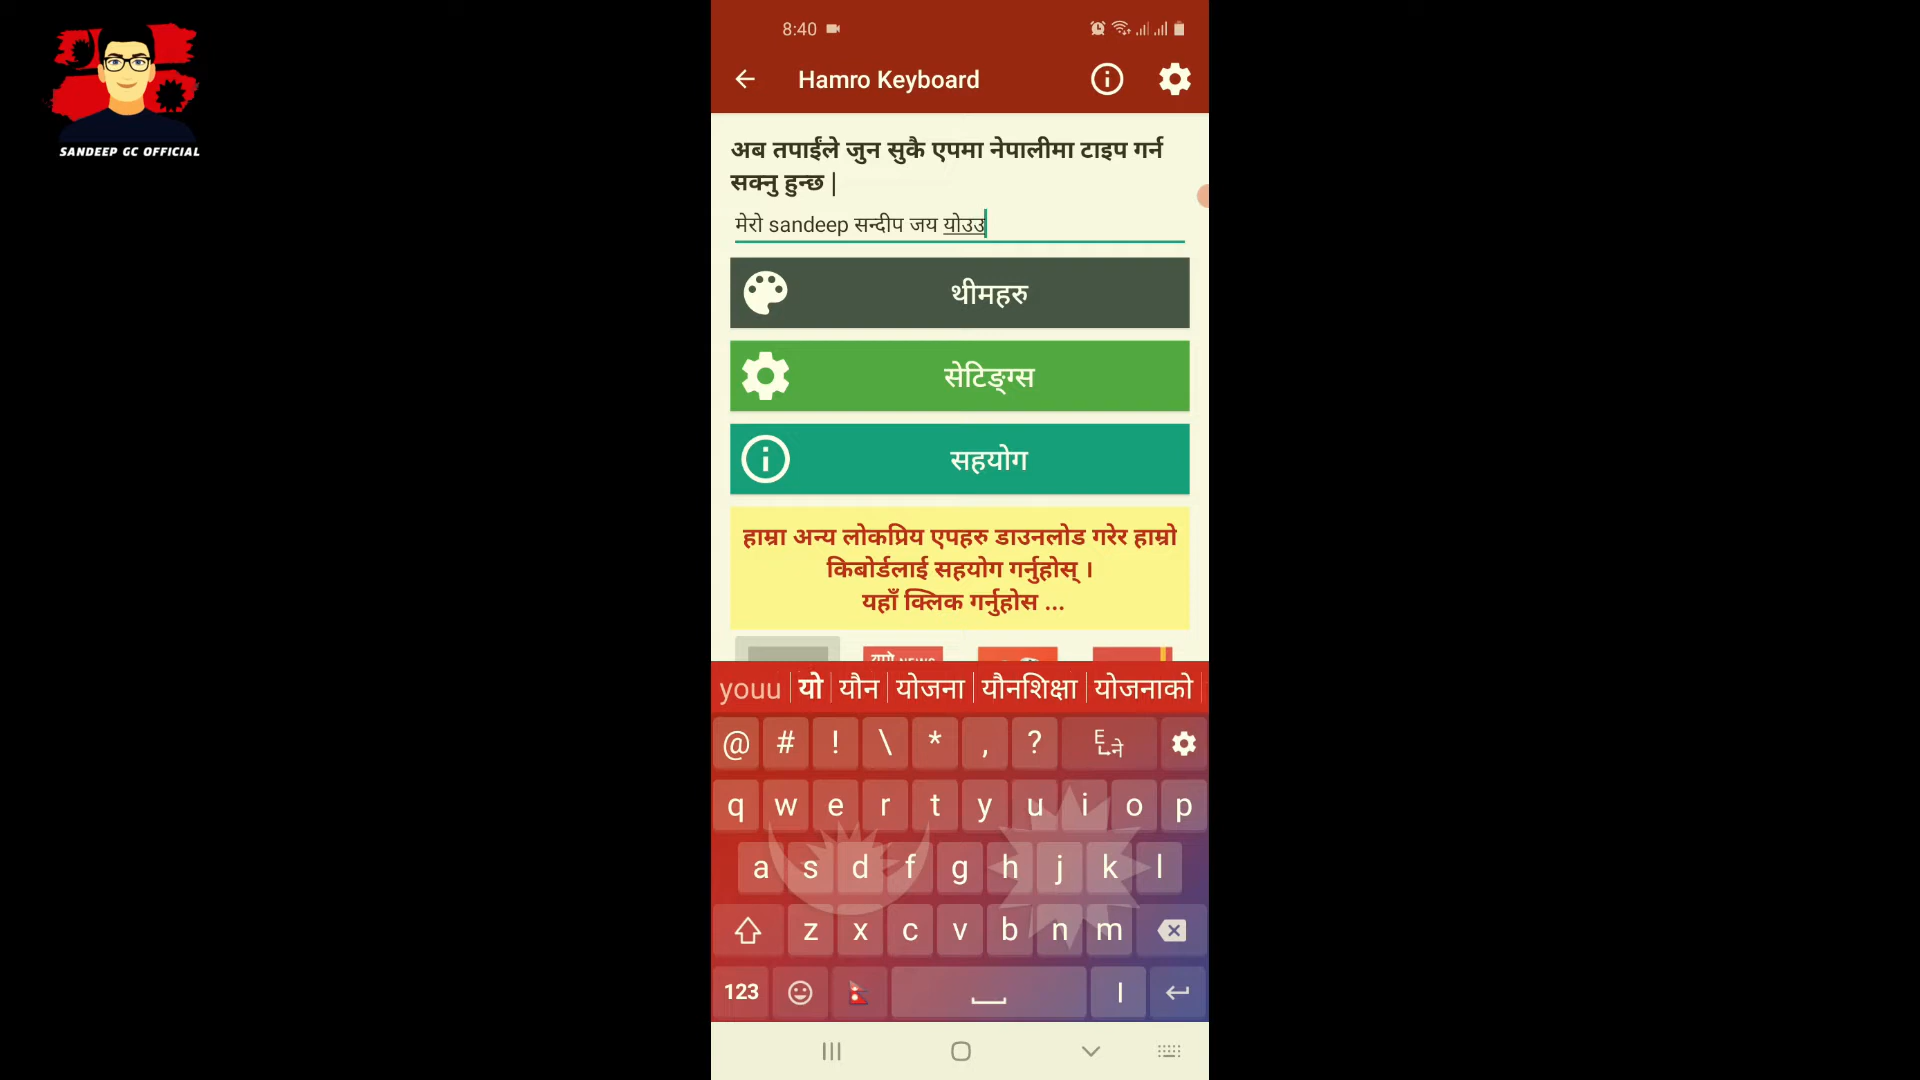 SANDEEP GC OFFICIAL
8:40
Hamro Keyboard
अब तपाईंले जुन सुकै एपमा नेपालीमा टाइप गर्न
सक्नु हुन्छ |
मेरो sandeep सन्दीप जय योउउ
थीमहरु
सेटिङ्ग्स
सहयोग
हाम्रा अन्य लोकप्रिय एपहरु डाउनलोड गरेर हाम्रो
किबोर्डलाई सहयोग गर्नुहोस् ।
यहाँ क्लिक गर्नुहोस ...
youu यो यौन योजना यौनशिक्षा योजनाको
@ # ! \ * , ? E ने
q w e r t y u i o p
a s d f g h j k l
z x c v b n m
123 ।